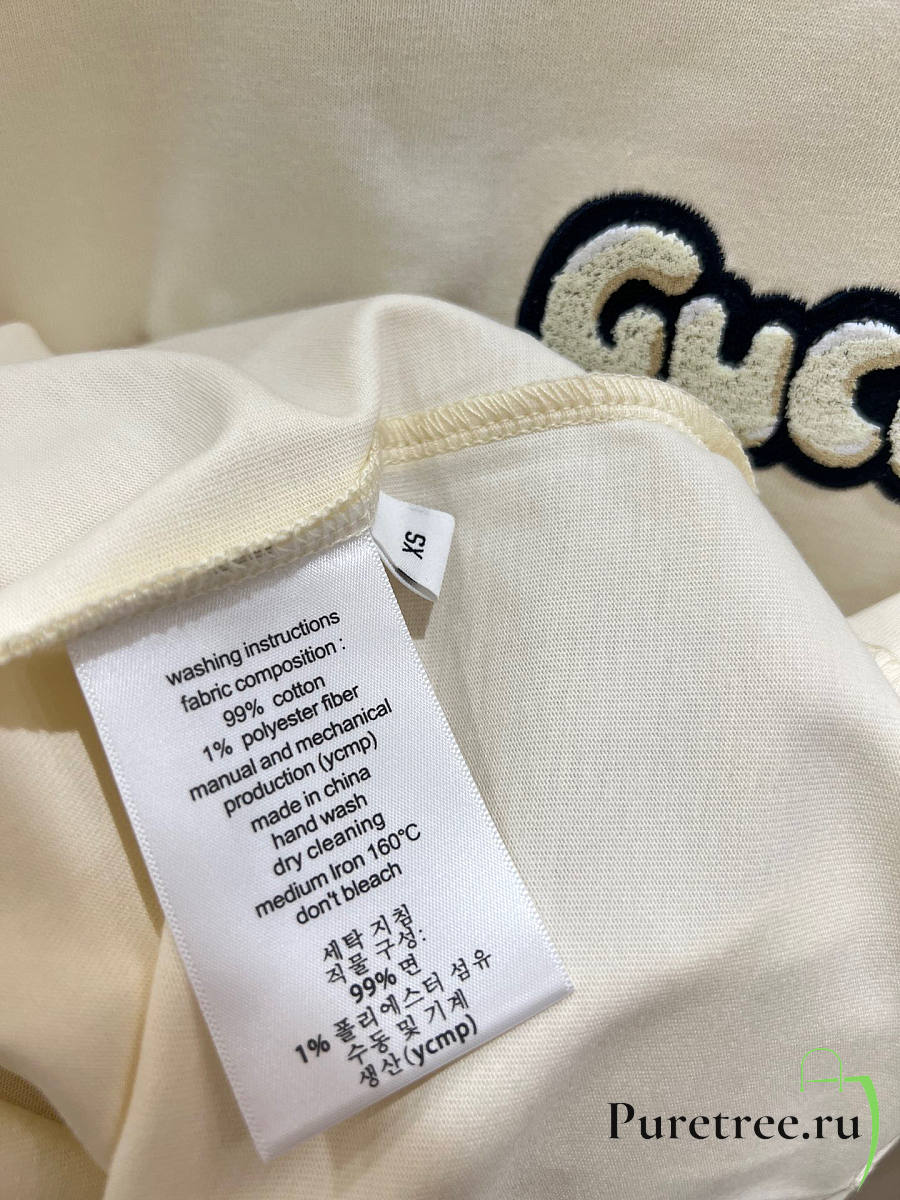 GUCC
XS
washing instructions
fabric composition :
99% cotton
1% polyester fiber
manual and mechanical
production (ycmp)
made in china
hand wash
dry cleaning
medium Iron 160℃
don't bleach
세탁 지침
직물 구성:
99% 면
1% 폴리에스터 섬유
수동 및 기계
생산(ycmp)
Puretree.ru